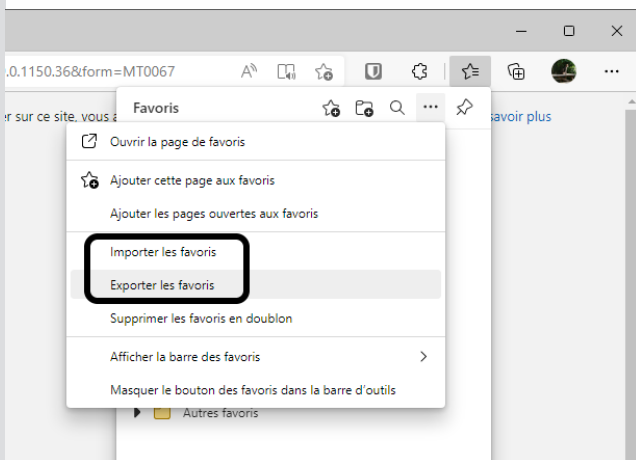 .0.1150.36&form=MT0067
er sur ce site, vous a
Favoris
savoir plus
Ouvrir la page de favoris
Ajouter cette page aux favoris
Ajouter les pages ouvertes aux favoris
Importer les favoris
Exporter les favoris
Supprimer les favoris en doublon
Afficher la barre des favoris
Masquer le bouton des favoris dans la barre d'outils
Autres favoris